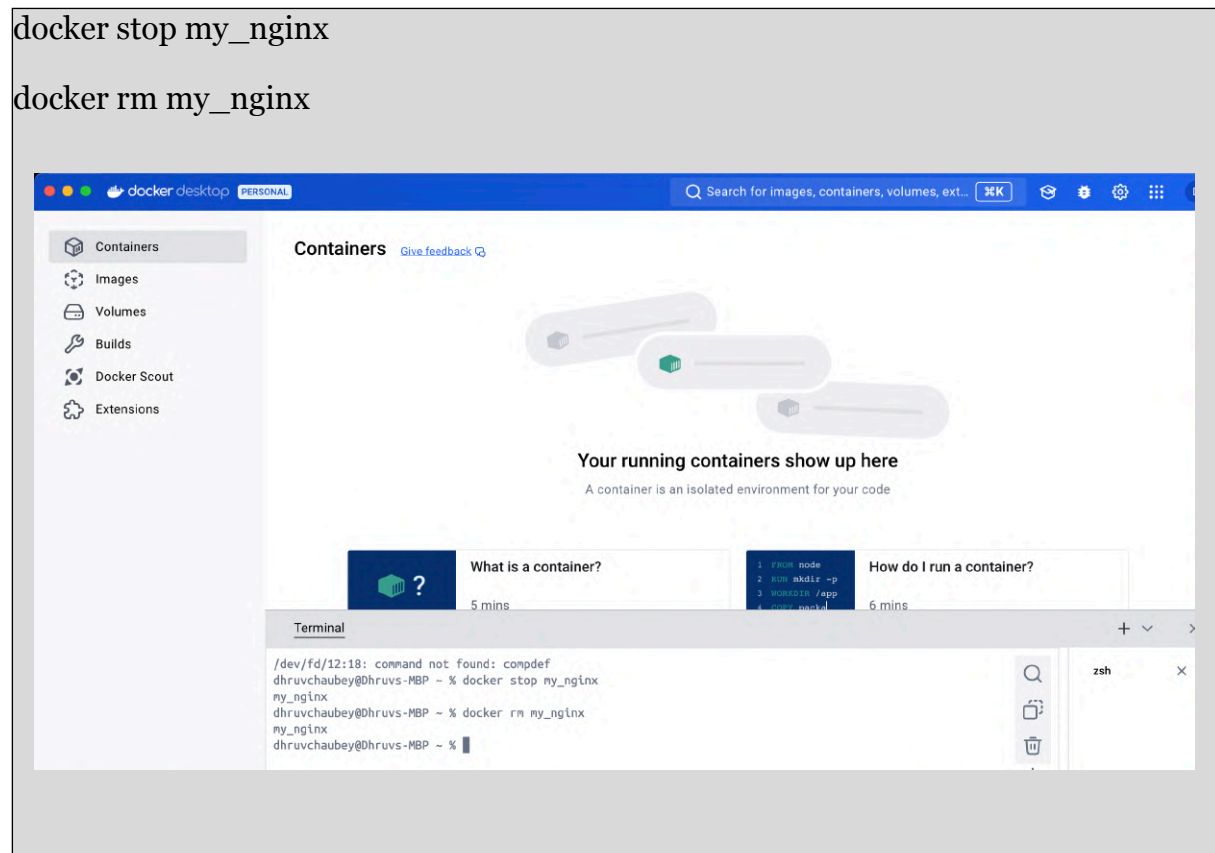 docker stop my_nginx
docker rm my_nginx
docker desktop PERSONAL
Search for images, containers, volumes, ext... ⌘K
Containers
Images
Volumes
Builds
Docker Scout
Extensions
Containers Give feedback
Your running containers show up here
A container is an isolated environment for your code
?
What is a container?
5 mins
1 FROM node
2 RUN mkdir -p
3 WORKDIR /app
4 COPY packa
How do I run a container?
6 mins
Terminal
/dev/fd/12:18: command not found: compdef
dhruvchaubey@Dhruvs-MBP ~ % docker stop my_nginx
my_nginx
dhruvchaubey@Dhruvs-MBP ~ % docker rm my_nginx
my_nginx
dhruvchaubey@Dhruvs-MBP ~ %
zsh